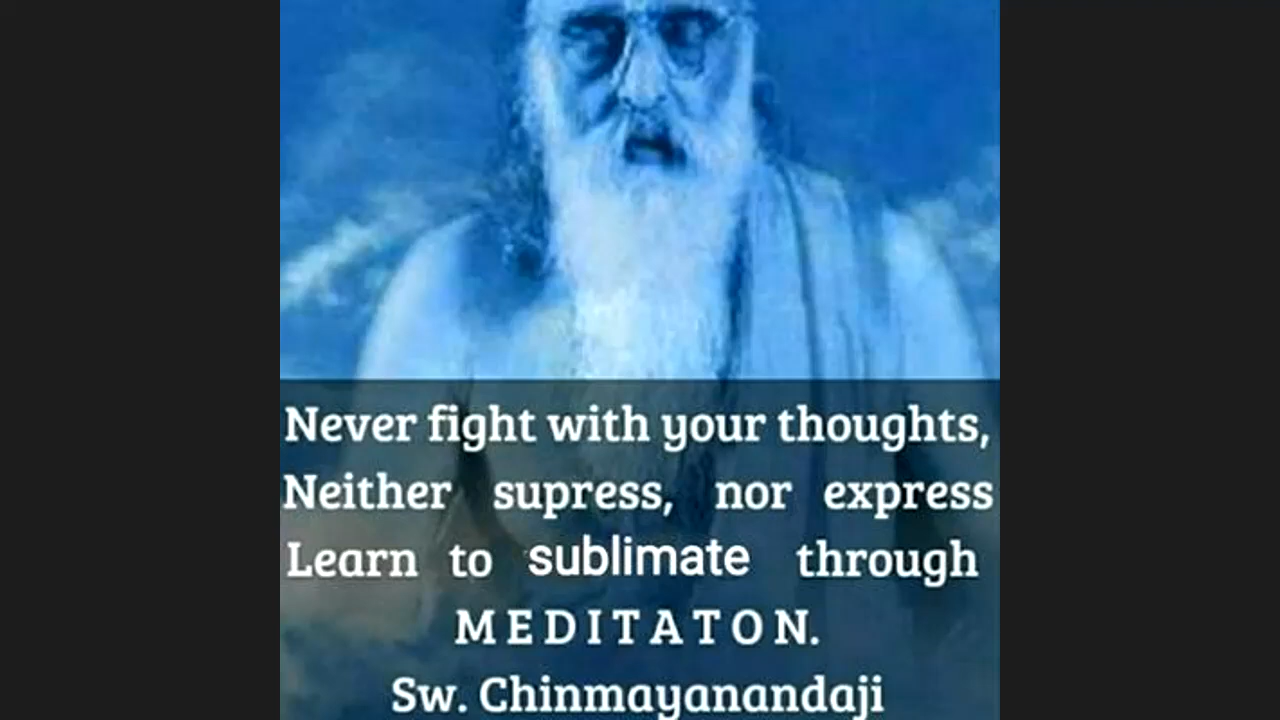 Never fight with your thoughts,
Neither supress, nor express
Learn to sublimate through
MEDITATON.
Sw. Chinmayanandaji